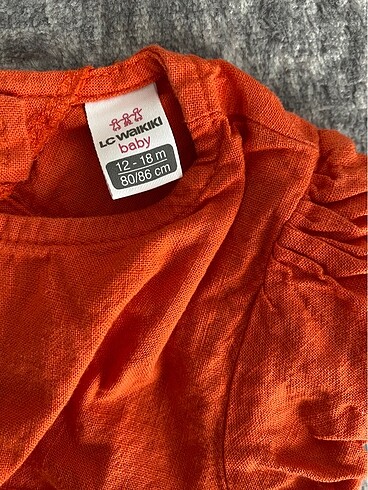 LC WAIKIKI
baby
12 - 18 m
80/86 cm